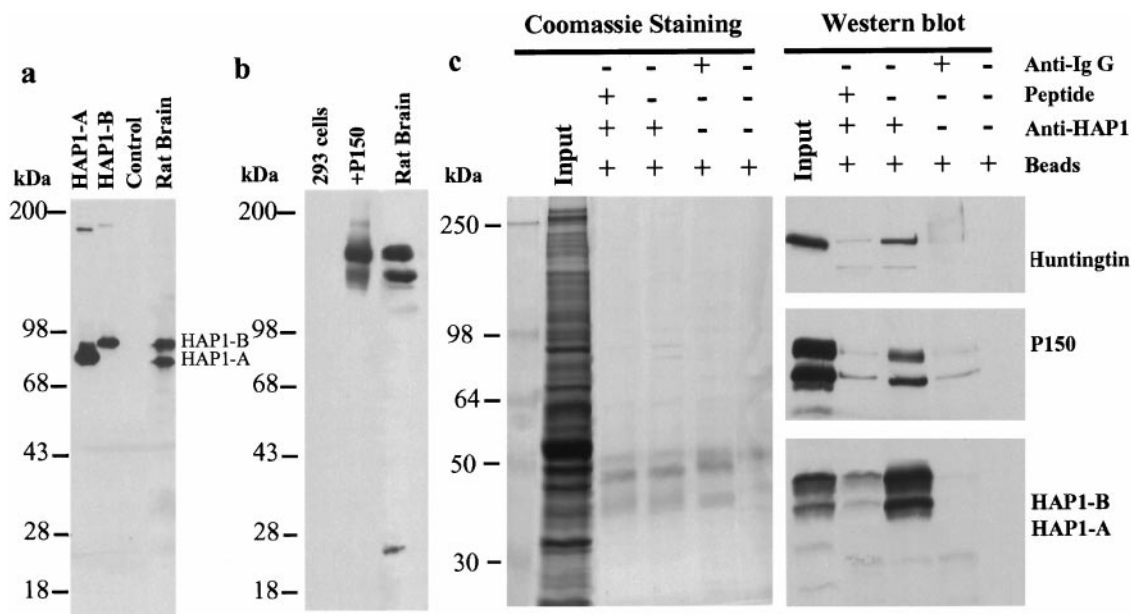 Coomassie Staining
Western blot
a
b
c
HAP1-A
HAP1-B
Control
Rat Brain
293 cells
+P150
Rat Brain
Input
Input
- - + -
+ - - -
+ + - -
+ + + +
- - + - Anti-Ig G
+ - - - Peptide
+ + - - Anti-HAP1
+ + + + Beads
kDa
200
98
68
43
28
18
HAP1-B
HAP1-A
kDa
200
98
68
43
28
18
kDa
250
98
64
50
30
Huntingtin
P150
HAP1-B
HAP1-A